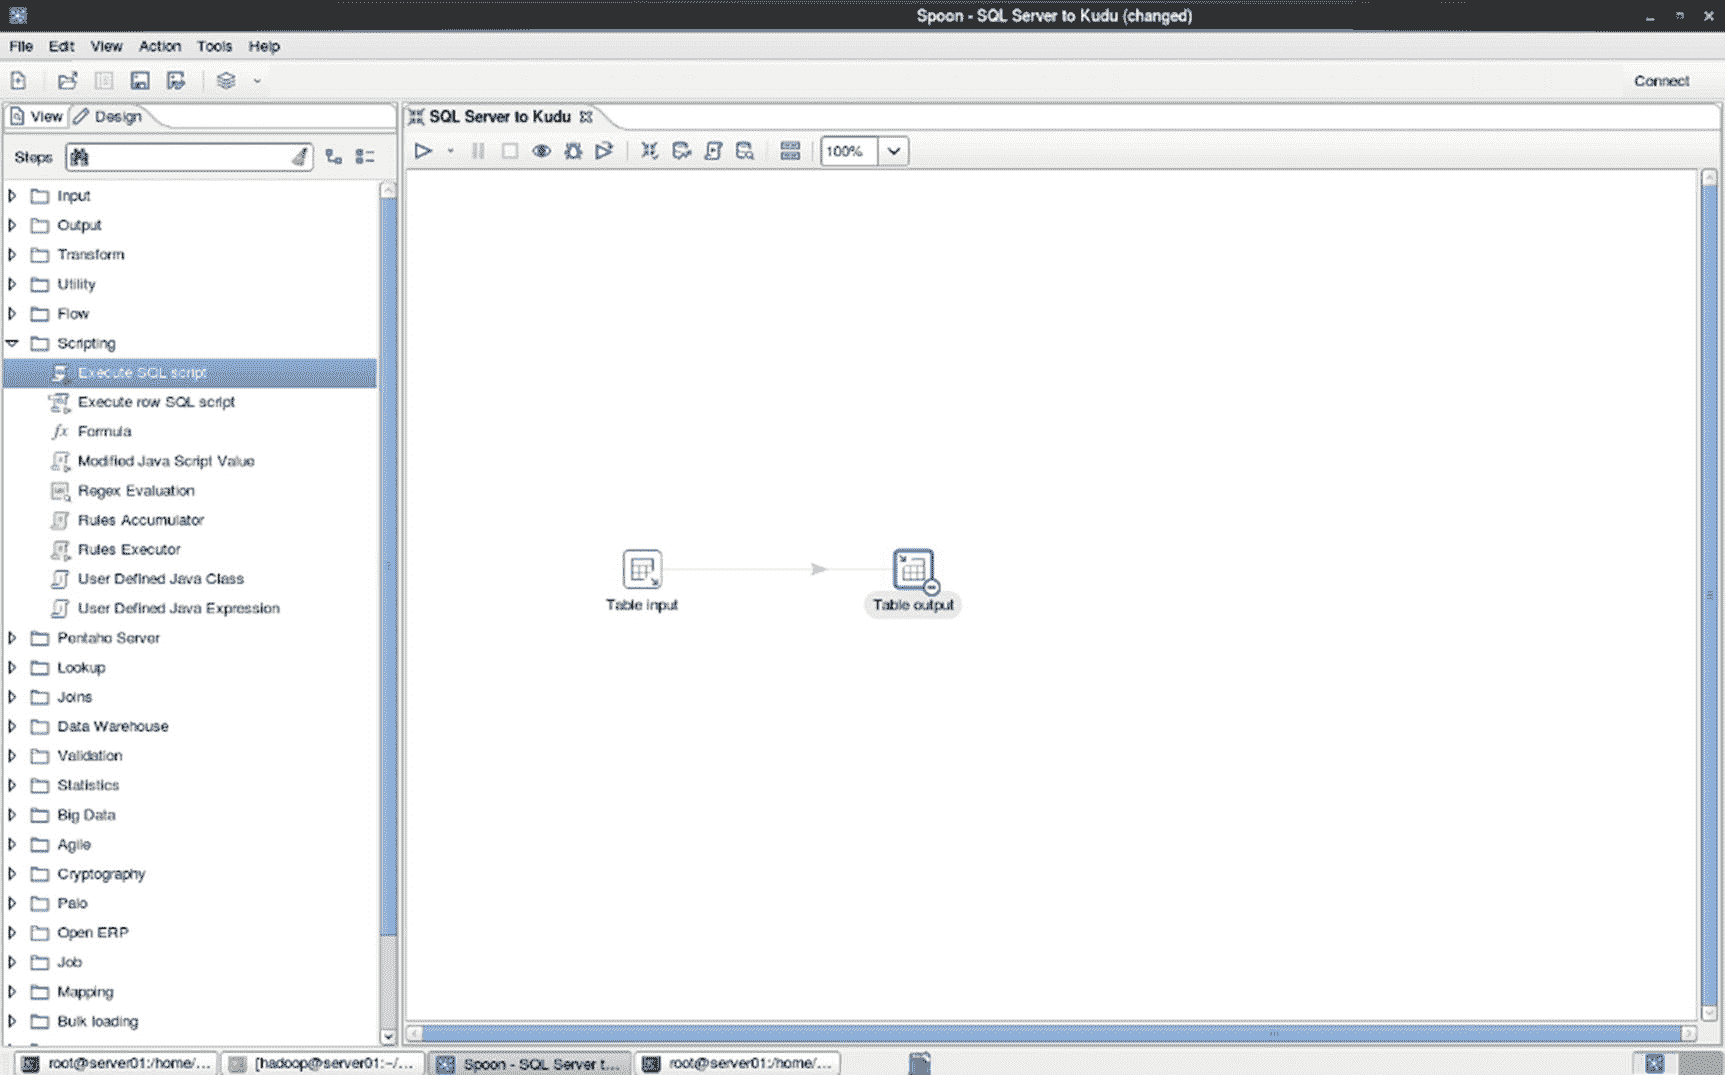 Spoon - SQL Server to Kudu (changed)
File Edit View Action Tools Help
Connect
View Design
SQL Server to Kudu
Steps
100%
Input
Output
Transform
Utility
Flow
Scripting
Execute SQL script
Execute row SQL script
Formula
Modified Java Script Value
Regex Evaluation
Rules Accumulator
Rules Executor
User Defined Java Class
User Defined Java Expression
Pentaho Server
Lookup
Joins
Data Warehouse
Validation
Statistics
Big Data
Agile
Cryptography
Palo
Open ERP
Job
Mapping
Bulk loading
Table input
Table output
root@server01:/home/... [hadoop@server01:~/... Spoon - SQL Server t... root@server01:/home/...